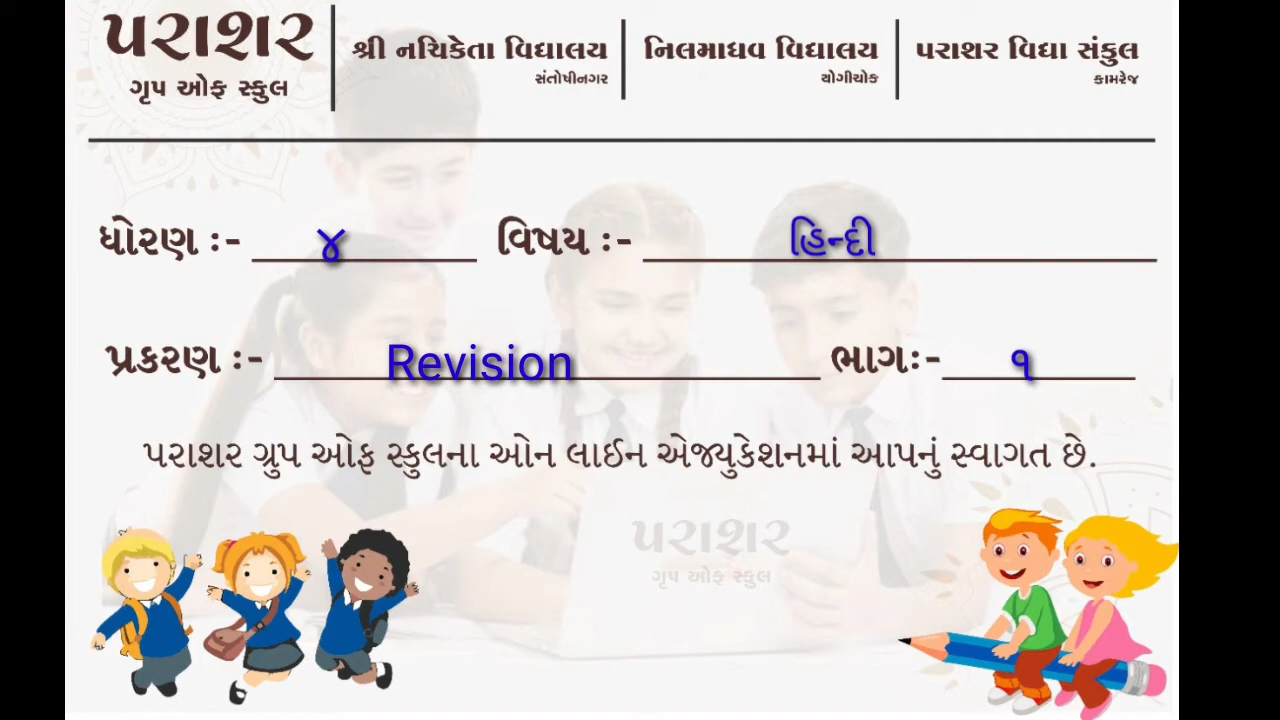 પરાશર
ગૃપ ઓફ સ્કુલ
શ્રી નચિકેતા વિદ્યાલય
સંતોષીનગર
નિલમાધવ વિદ્યાલય
યોગીચોક
પરાશર વિદ્યા સંકુલ
કામરેજ
ધોરણ :- ૪ વિષય :- હિન્દી
પ્રકરણ :- Revision ભાગ:- ૧
પરાશર ગ્રુપ ઓફ સ્કુલના ઓન લાઈન એજ્યુકેશનમાં આપનું સ્વાગત છે.
પરાશર
ગૃપ ઓફ સ્કુલ